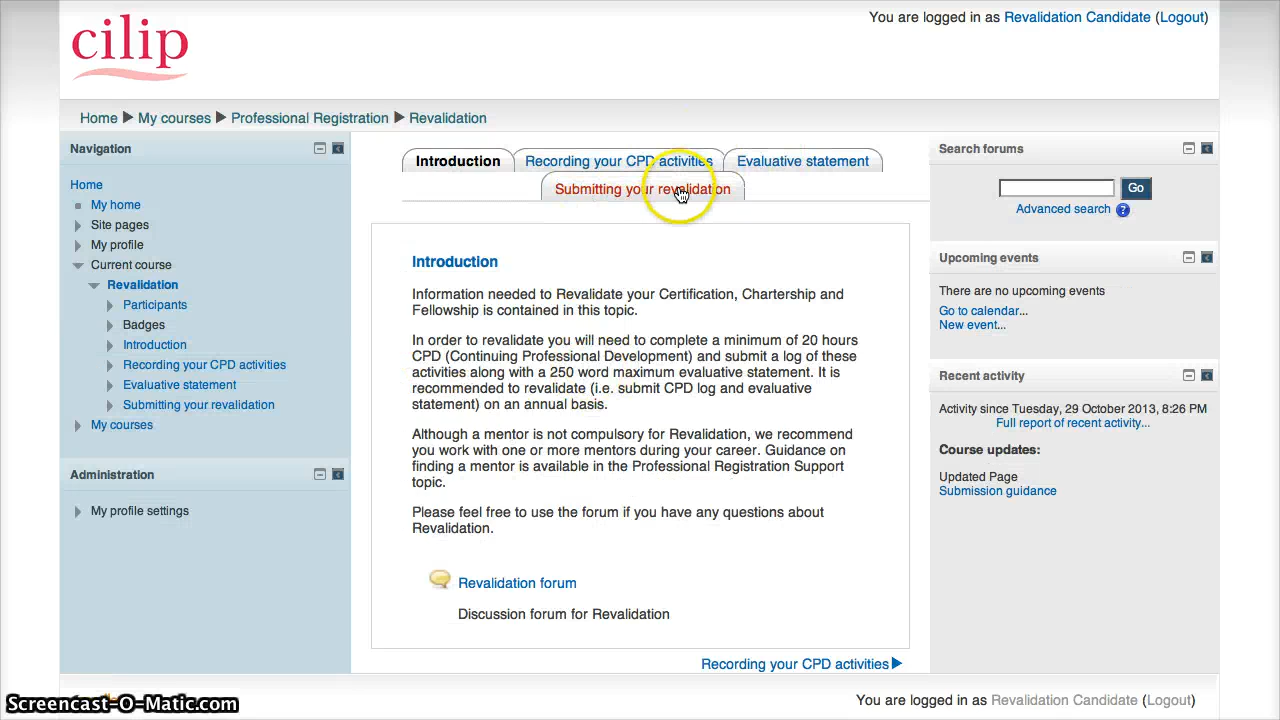 cilip
You are logged in as Revalidation Candidate (Logout)
Home ▶ My courses ▶ Professional Registration ▶ Revalidation
Navigation
Home
My home
Site pages
My profile
Current course
Revalidation
Participants
Badges
Introduction
Recording your CPD activities
Evaluative statement
Submitting your revalidation
My courses
Administration
My profile settings
Introduction
Recording your CPD activities
Evaluative statement
Submitting your revalidation
Introduction
Information needed to Revalidate your Certification, Chartership and
Fellowship is contained in this topic.
In order to revalidate you will need to complete a minimum of 20 hours
CPD (Continuing Professional Development) and submit a log of these
activities along with a 250 word maximum evaluative statement. It is
recommended to revalidate (i.e. submit CPD log and evaluative
statement) on an annual basis.
Although a mentor is not compulsory for Revalidation, we recommend
you work with one or more mentors during your career. Guidance on
finding a mentor is available in the Professional Registration Support
topic.
Please feel free to use the forum if you have any questions about
Revalidation.
Revalidation forum
Discussion forum for Revalidation
Recording your CPD activities ▶
Search forums
Go
Advanced search ?
Upcoming events
There are no upcoming events
Go to calendar...
New event...
Recent activity
Activity since Tuesday, 29 October 2013, 8:26 PM
Full report of recent activity...
Course updates:
Updated Page
Submission guidance
Screencast-O-Matic.com
You are logged in as Revalidation Candidate (Logout)